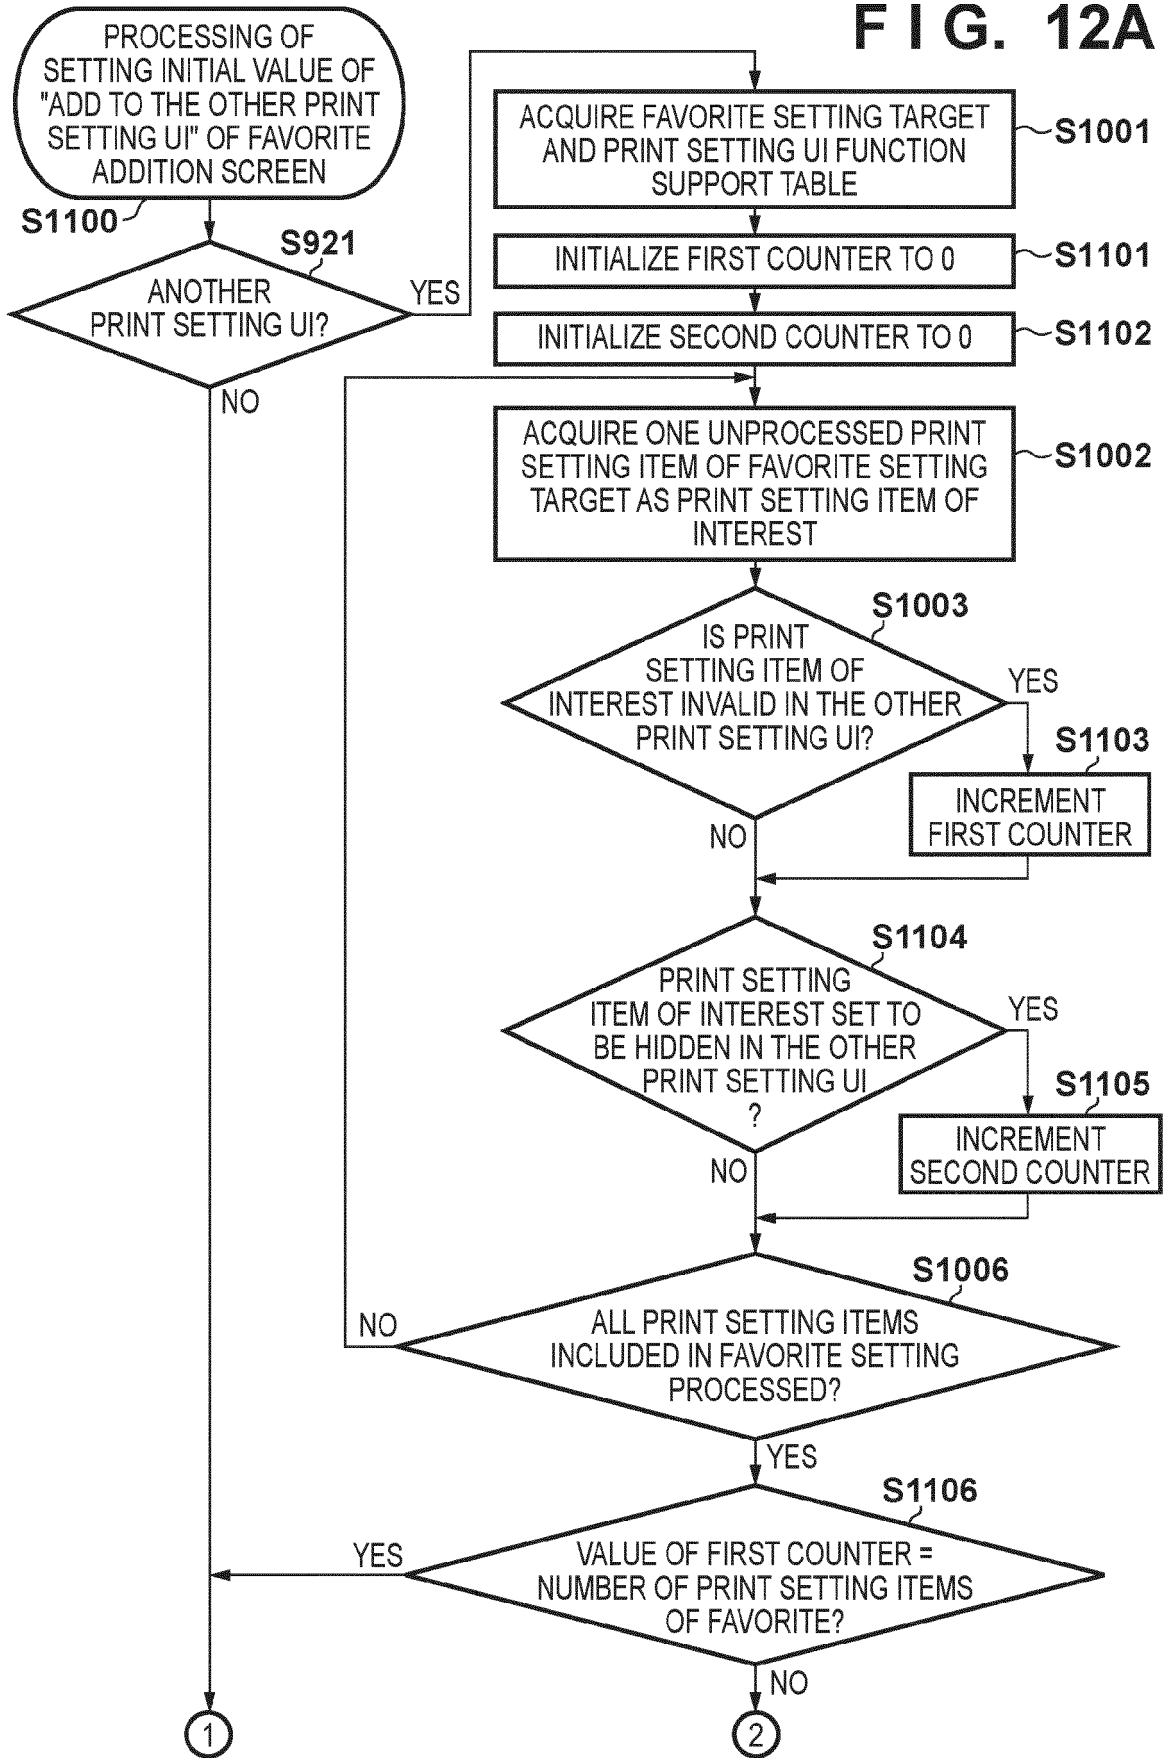 FIG. 12A
PROCESSING OF
SETTING INITIAL VALUE OF
"ADD TO THE OTHER PRINT
SETTING UI" OF FAVORITE
ADDITION SCREEN
S1100
S921
ANOTHER
PRINT SETTING UI?
YES
NO
ACQUIRE FAVORITE SETTING TARGET
AND PRINT SETTING UI FUNCTION
SUPPORT TABLE
S1001
INITIALIZE FIRST COUNTER TO 0
S1101
INITIALIZE SECOND COUNTER TO 0
S1102
ACQUIRE ONE UNPROCESSED PRINT
SETTING ITEM OF FAVORITE SETTING
TARGET AS PRINT SETTING ITEM OF
INTEREST
S1002
S1003
IS PRINT
SETTING ITEM OF
INTEREST INVALID IN THE OTHER
PRINT SETTING UI?
YES
NO
S1103
INCREMENT
FIRST COUNTER
S1104
PRINT SETTING
ITEM OF INTEREST SET TO
BE HIDDEN IN THE OTHER
PRINT SETTING UI
?
YES
NO
S1105
INCREMENT
SECOND COUNTER
S1006
ALL PRINT SETTING ITEMS
INCLUDED IN FAVORITE SETTING
PROCESSED?
NO
YES
S1106
VALUE OF FIRST COUNTER =
NUMBER OF PRINT SETTING ITEMS
OF FAVORITE?
YES
NO
1
2